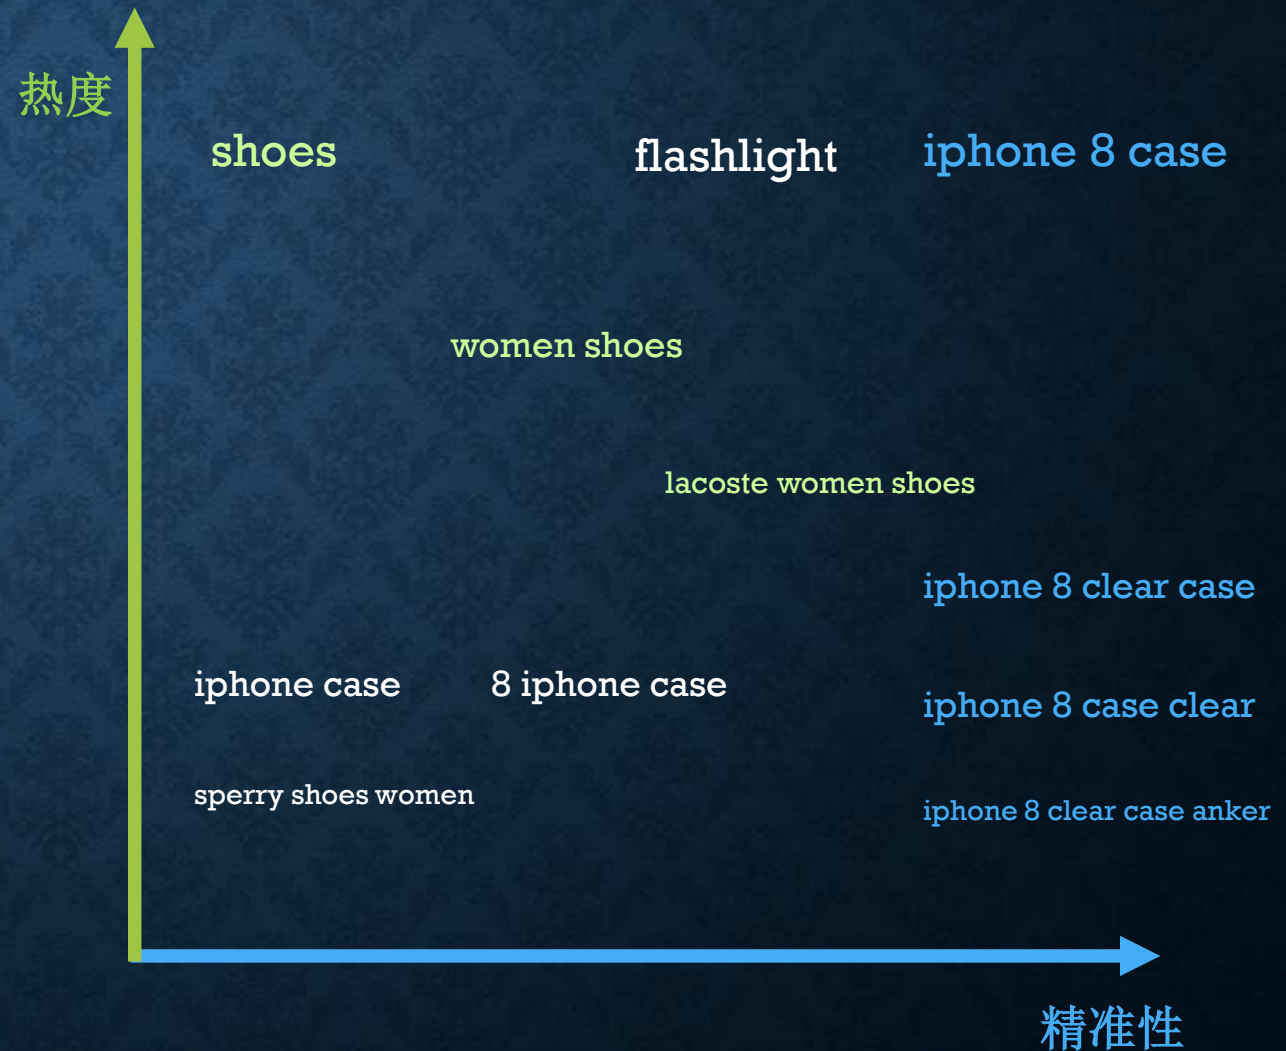 热度
shoes
flashlight
iphone 8 case
women shoes
lacoste women shoes
iphone 8 clear case
iphone case
8 iphone case
iphone 8 case clear
sperry shoes women
iphone 8 clear case anker
精准性